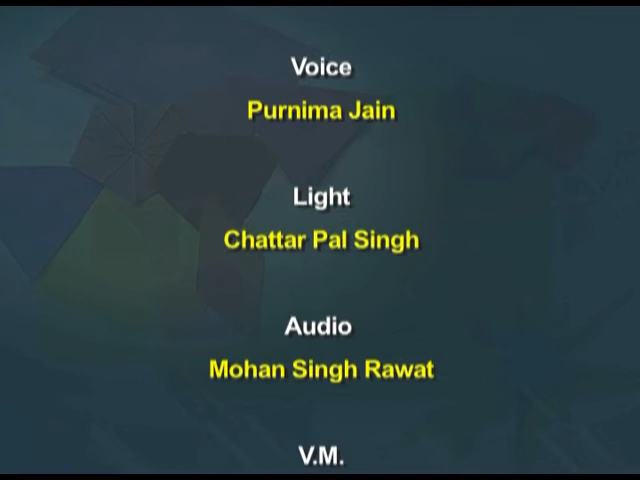 Voice
Purnima Jain
Light
Chattar Pal Singh
Audio
Mohan Singh Rawat
V.M.